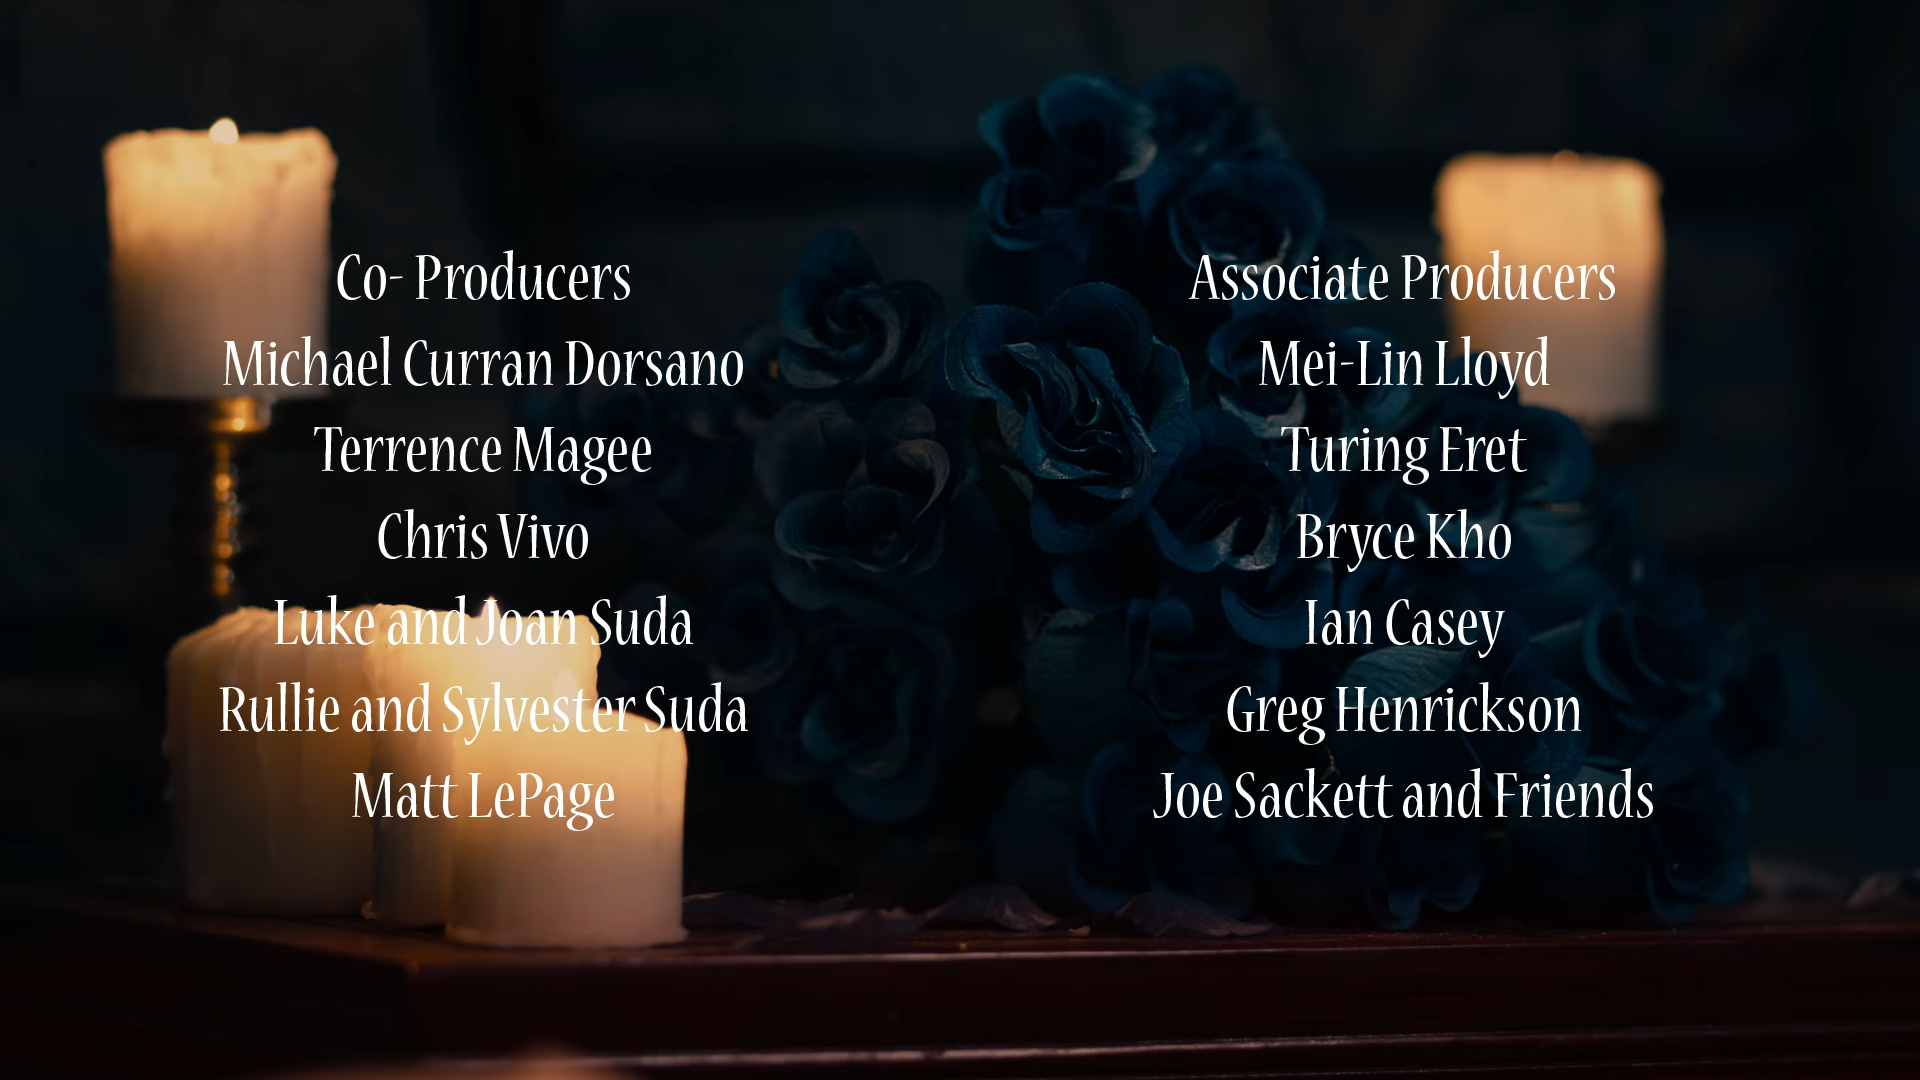 Co- Producers
Michael Curran Dorsano
Terrence Magee
Chris Vivo
Luke and Joan Suda
Rullie and Sylvester Suda
Matt LePage
Associate Producers
Mei-Lin Lloyd
Turing Eret
Bryce Kho
Ian Casey
Greg Henrickson
Joe Sackett and Friends